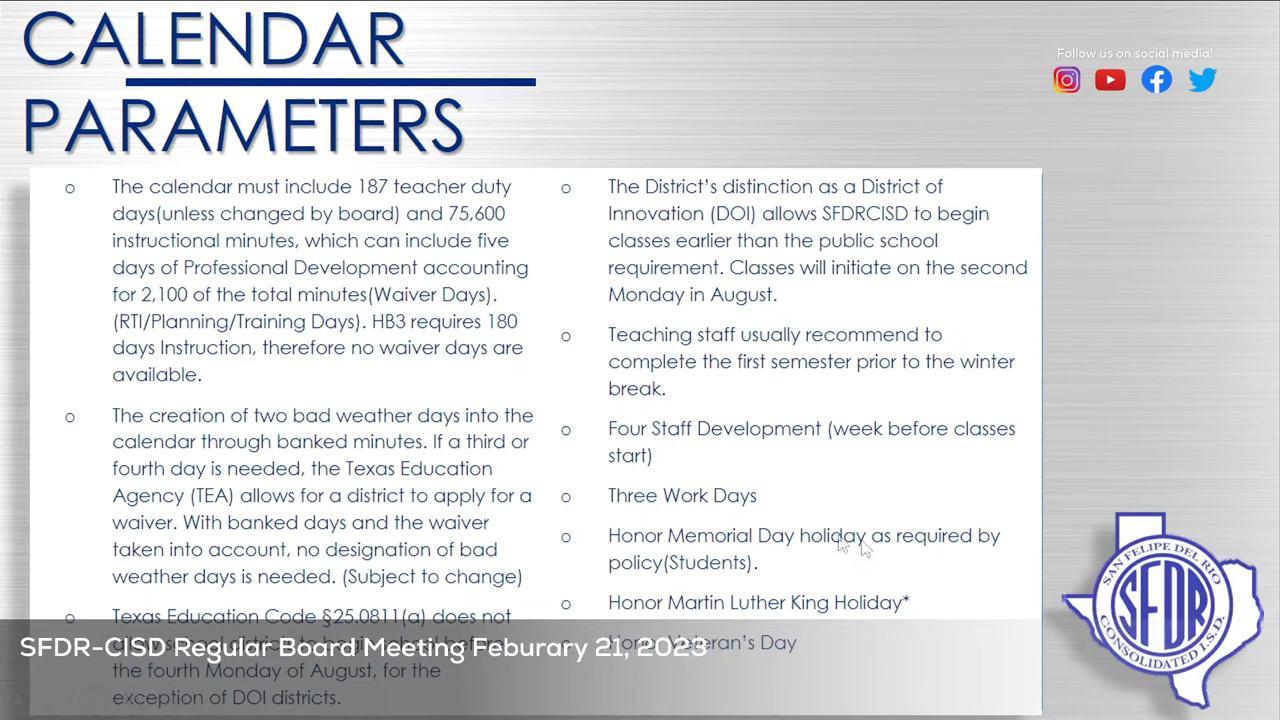 CALENDAR
PARAMETERS
Follow us on social media!
The calendar must include 187 teacher duty
days(unless changed by board) and 75,600
instructional minutes, which can include five
days of Professional Development accounting
for 2,100 of the total minutes(Waiver Days).
(RTI/Planning/Training Days). HB3 requires 180
days Instruction, therefore no waiver days are
available.
The creation of two bad weather days into the
calendar through banked minutes. If a third or
fourth day is needed, the Texas Education
Agency (TEA) allows for a district to apply for a
waiver. With banked days and the waiver
taken into account, no designation of bad
weather days is needed. (Subject to change)
Texas Education Code §25.0811(a) does not
the fourth Monday of August, for the
exception of DOI districts.
The District's distinction as a District of
Innovation (DOI) allows SFDRCISD to begin
classes earlier than the public school
requirement. Classes will initiate on the second
Monday in August.
Teaching staff usually recommend to
complete the first semester prior to the winter
break.
Four Staff Development (week before classes
start)
Three Work Days
Honor Memorial Day holiday as required by
policy(Students).
Honor Martin Luther King Holiday*
Honor Veteran's Day
SFDR-CISD Regular Board Meeting Feburary 21, 2023
SAN FELIPE DEL RIO
SFDR
CONSOLIDATED I.S.D.